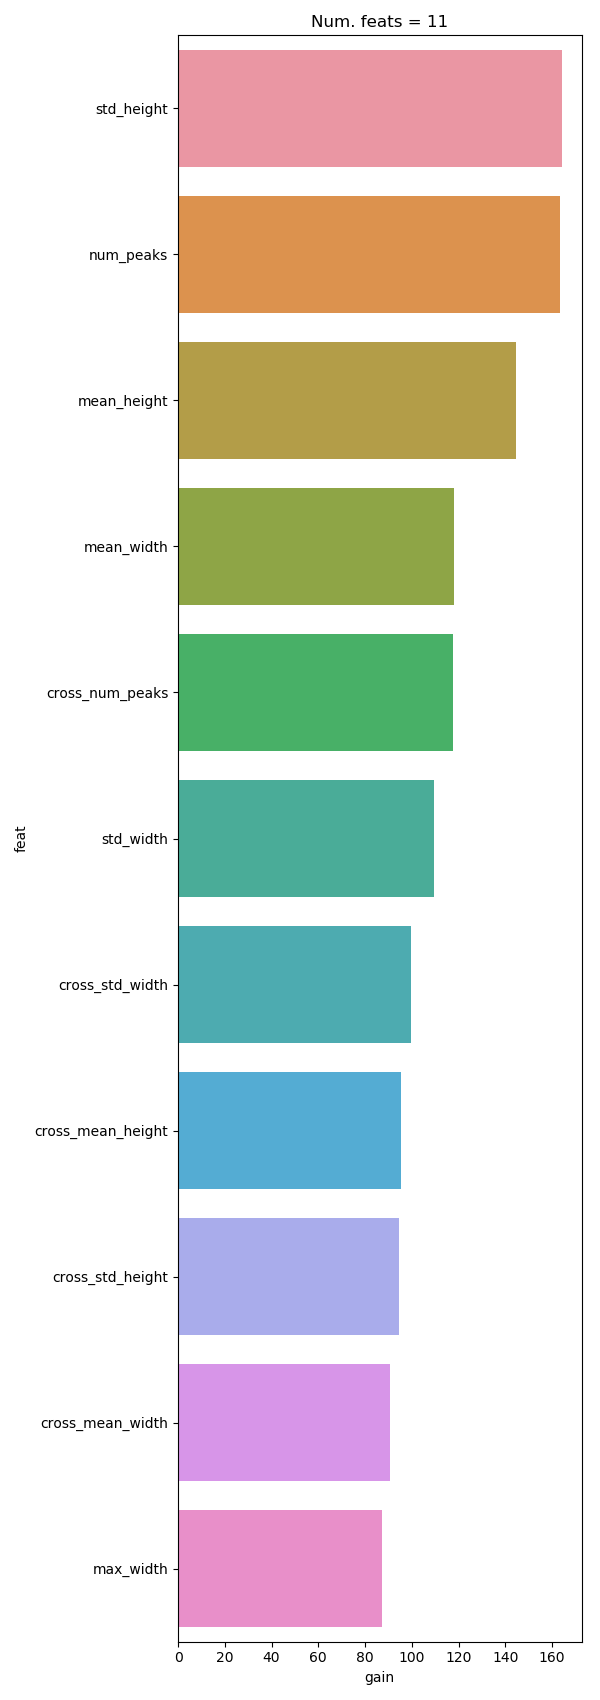 Num. feats = 11
std_height
num_peaks
mean_height
mean_width
cross_num_peaks
std_width
cross_std_width
cross_mean_height
cross_std_height
cross_mean_width
max_width
feat
0 20 40 60 80 100 120 140 160
gain